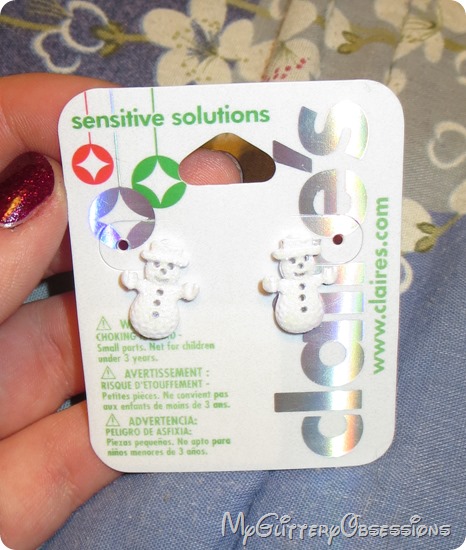 sensitive solutions
claire's
www.claires.com
CHOKING
Small parts. Not for children
under 3 years.
AVERTISSEMENT :
RISQUE D'ÉTOUFFEMENT -
Petites pièces. Ne convient pas
aux enfants de moins de 3 ans.
ADVERTENCIA:
PELIGRO DE ASFIXIA:
Piezas pequeñas. No apto para
niños menores de 3 años.
MyGlitteryObsessions